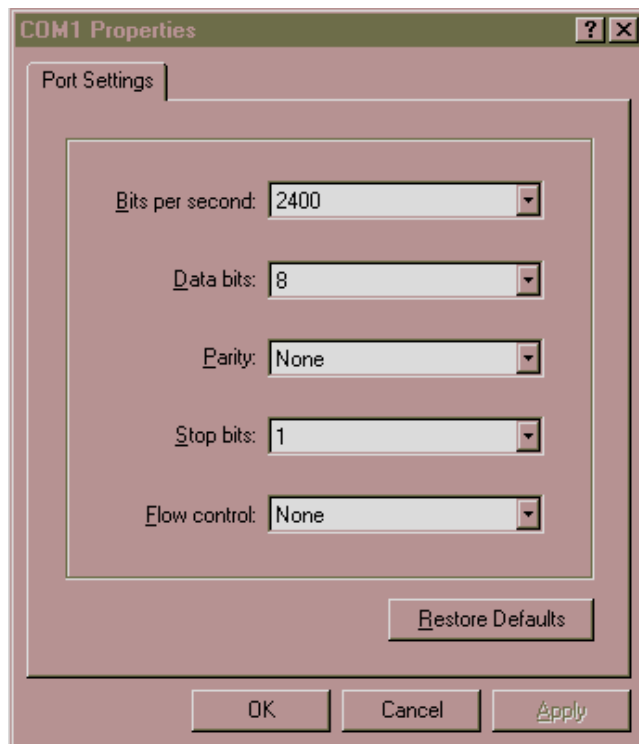 COM1 Properties
Port Settings
Bits per second: 2400
Data bits: 8
Parity: None
Stop bits: 1
Flow control: None
Restore Defaults
OK Cancel Apply